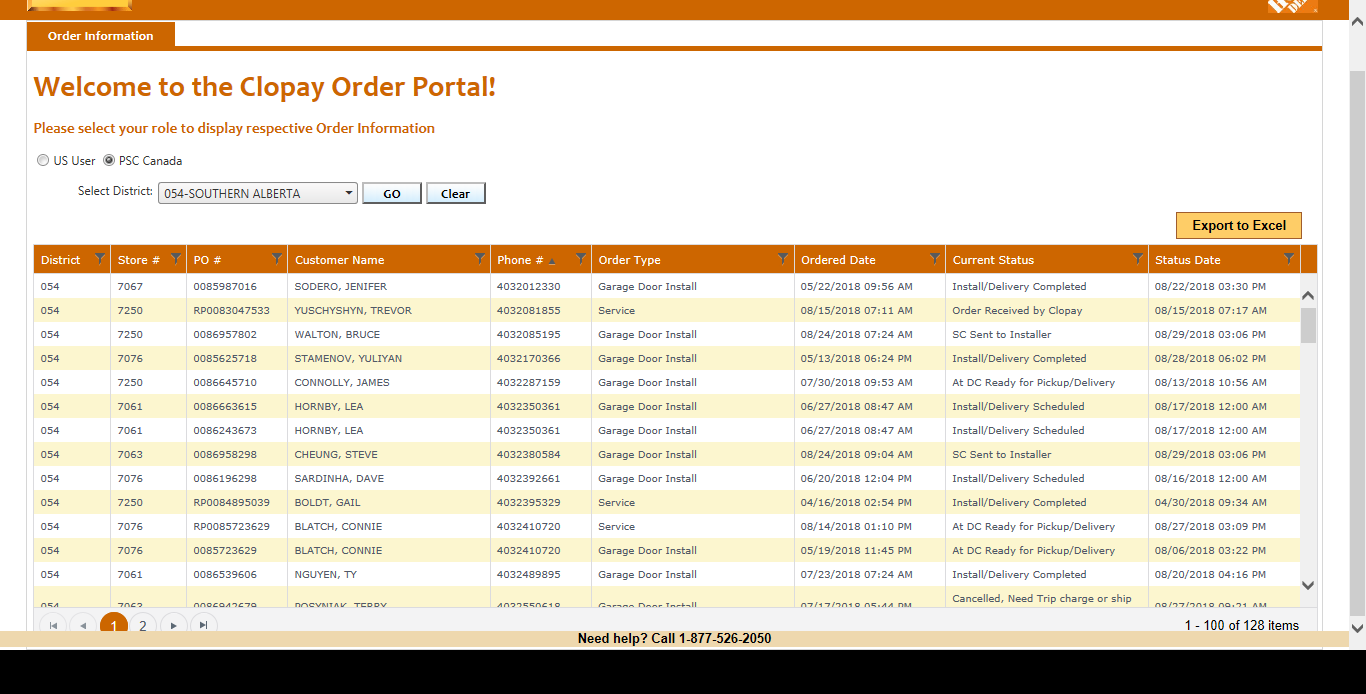 Order Information
Welcome to the Clopay Order Portal!
Please select your role to display respective Order Information
US User PSC Canada
Select District: 054-SOUTHERN ALBERTA GO Clear
Export to Excel
District Store # PO # Customer Name Phone # Order Type Ordered Date Current Status Status Date
054 7067 0085987016 SODERO, JENIFER 4032012330 Garage Door Install 05/22/2018 09:56 AM Install/Delivery Completed 08/22/2018 03:30 PM
054 7250 RP0083047533 YUSCHYSHYN, TREVOR 4032081855 Service 08/15/2018 07:11 AM Order Received by Clopay 08/15/2018 07:17 AM
054 7250 0086957802 WALTON, BRUCE 4032085195 Garage Door Install 08/24/2018 07:24 AM SC Sent to Installer 08/29/2018 03:06 PM
054 7076 0085625718 STAMENOV, YULIYAN 4032170366 Garage Door Install 05/13/2018 06:24 PM Install/Delivery Completed 08/28/2018 06:02 PM
054 7250 0086645710 CONNOLLY, JAMES 4032287159 Garage Door Install 07/30/2018 09:53 AM At DC Ready for Pickup/Delivery 08/13/2018 10:56 AM
054 7061 0086663615 HORNBY, LEA 4032350361 Garage Door Install 06/27/2018 08:47 AM Install/Delivery Scheduled 08/17/2018 12:00 AM
054 7061 0086243673 HORNBY, LEA 4032350361 Garage Door Install 06/27/2018 08:47 AM Install/Delivery Scheduled 08/17/2018 12:00 AM
054 7063 0086958298 CHEUNG, STEVE 4032380584 Garage Door Install 08/24/2018 09:04 AM SC Sent to Installer 08/29/2018 03:06 PM
054 7076 0086196298 SARDINHA, DAVE 4032392661 Garage Door Install 06/20/2018 12:04 PM Install/Delivery Scheduled 08/16/2018 12:00 AM
054 7250 RP0084895039 BOLDT, GAIL 4032395329 Service 04/16/2018 02:54 PM Install/Delivery Completed 04/30/2018 09:34 AM
054 7076 RP0085723629 BLATCH, CONNIE 4032410720 Service 08/14/2018 01:10 PM At DC Ready for Pickup/Delivery 08/27/2018 03:09 PM
054 7076 0085723629 BLATCH, CONNIE 4032410720 Garage Door Install 05/19/2018 11:45 PM At DC Ready for Pickup/Delivery 08/06/2018 03:22 PM
054 7061 0086539606 NGUYEN, TY 4032489895 Garage Door Install 07/23/2018 07:24 AM Install/Delivery Completed 08/20/2018 04:16 PM
Cancelled, Need Trip charge or ship
054 Garage Door Install
1 2 1 - 100 of 128 items
Need help? Call 1-877-526-2050